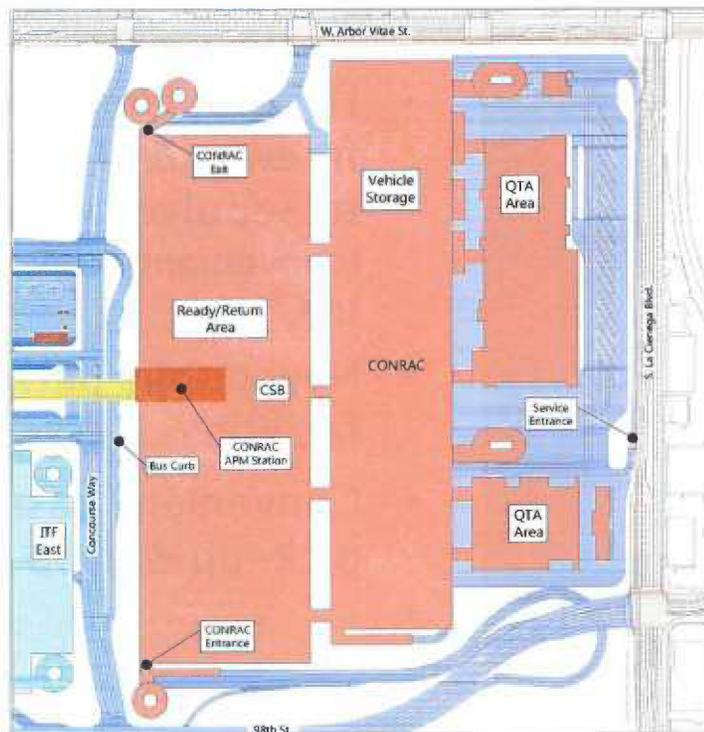 W. Arbor Vitae St.
CONRAC
Exit
Vehicle
Storage
QTA
Area
Ready/Return
Area
CONRAC
CSB
S. La Cienega Blvd.
Service
Entrance
CONRAC
APM Station
Bus Curb
Concourse Way
ITF
East
QTA
Area
CONRAC
Entrance
98th St.